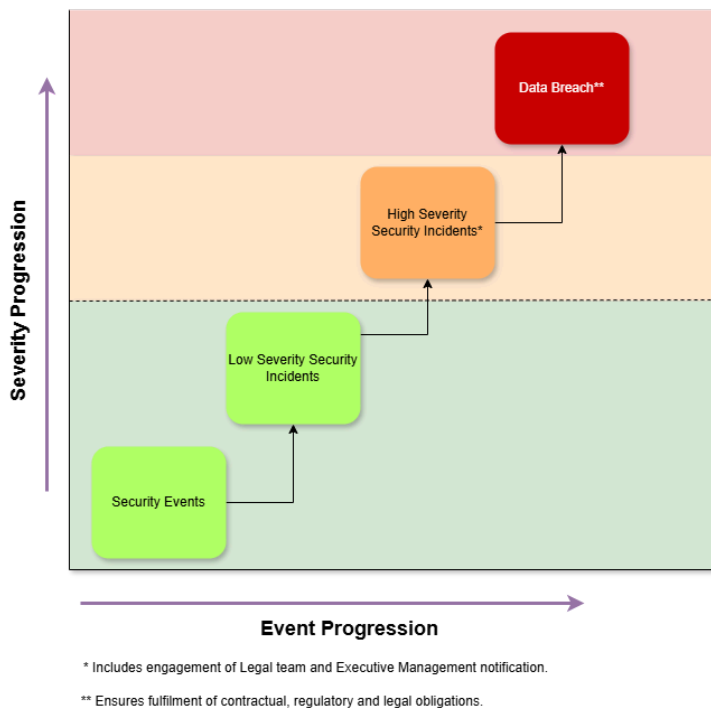 Data Breach**
High Severity
Security Incidents*
Severity Progression
Low Severity Security
Incidents
Security Events
Event Progression
* Includes engagement of Legal team and Executive Management notification.
** Ensures fulfilment of contractual, regulatory and legal obligations.